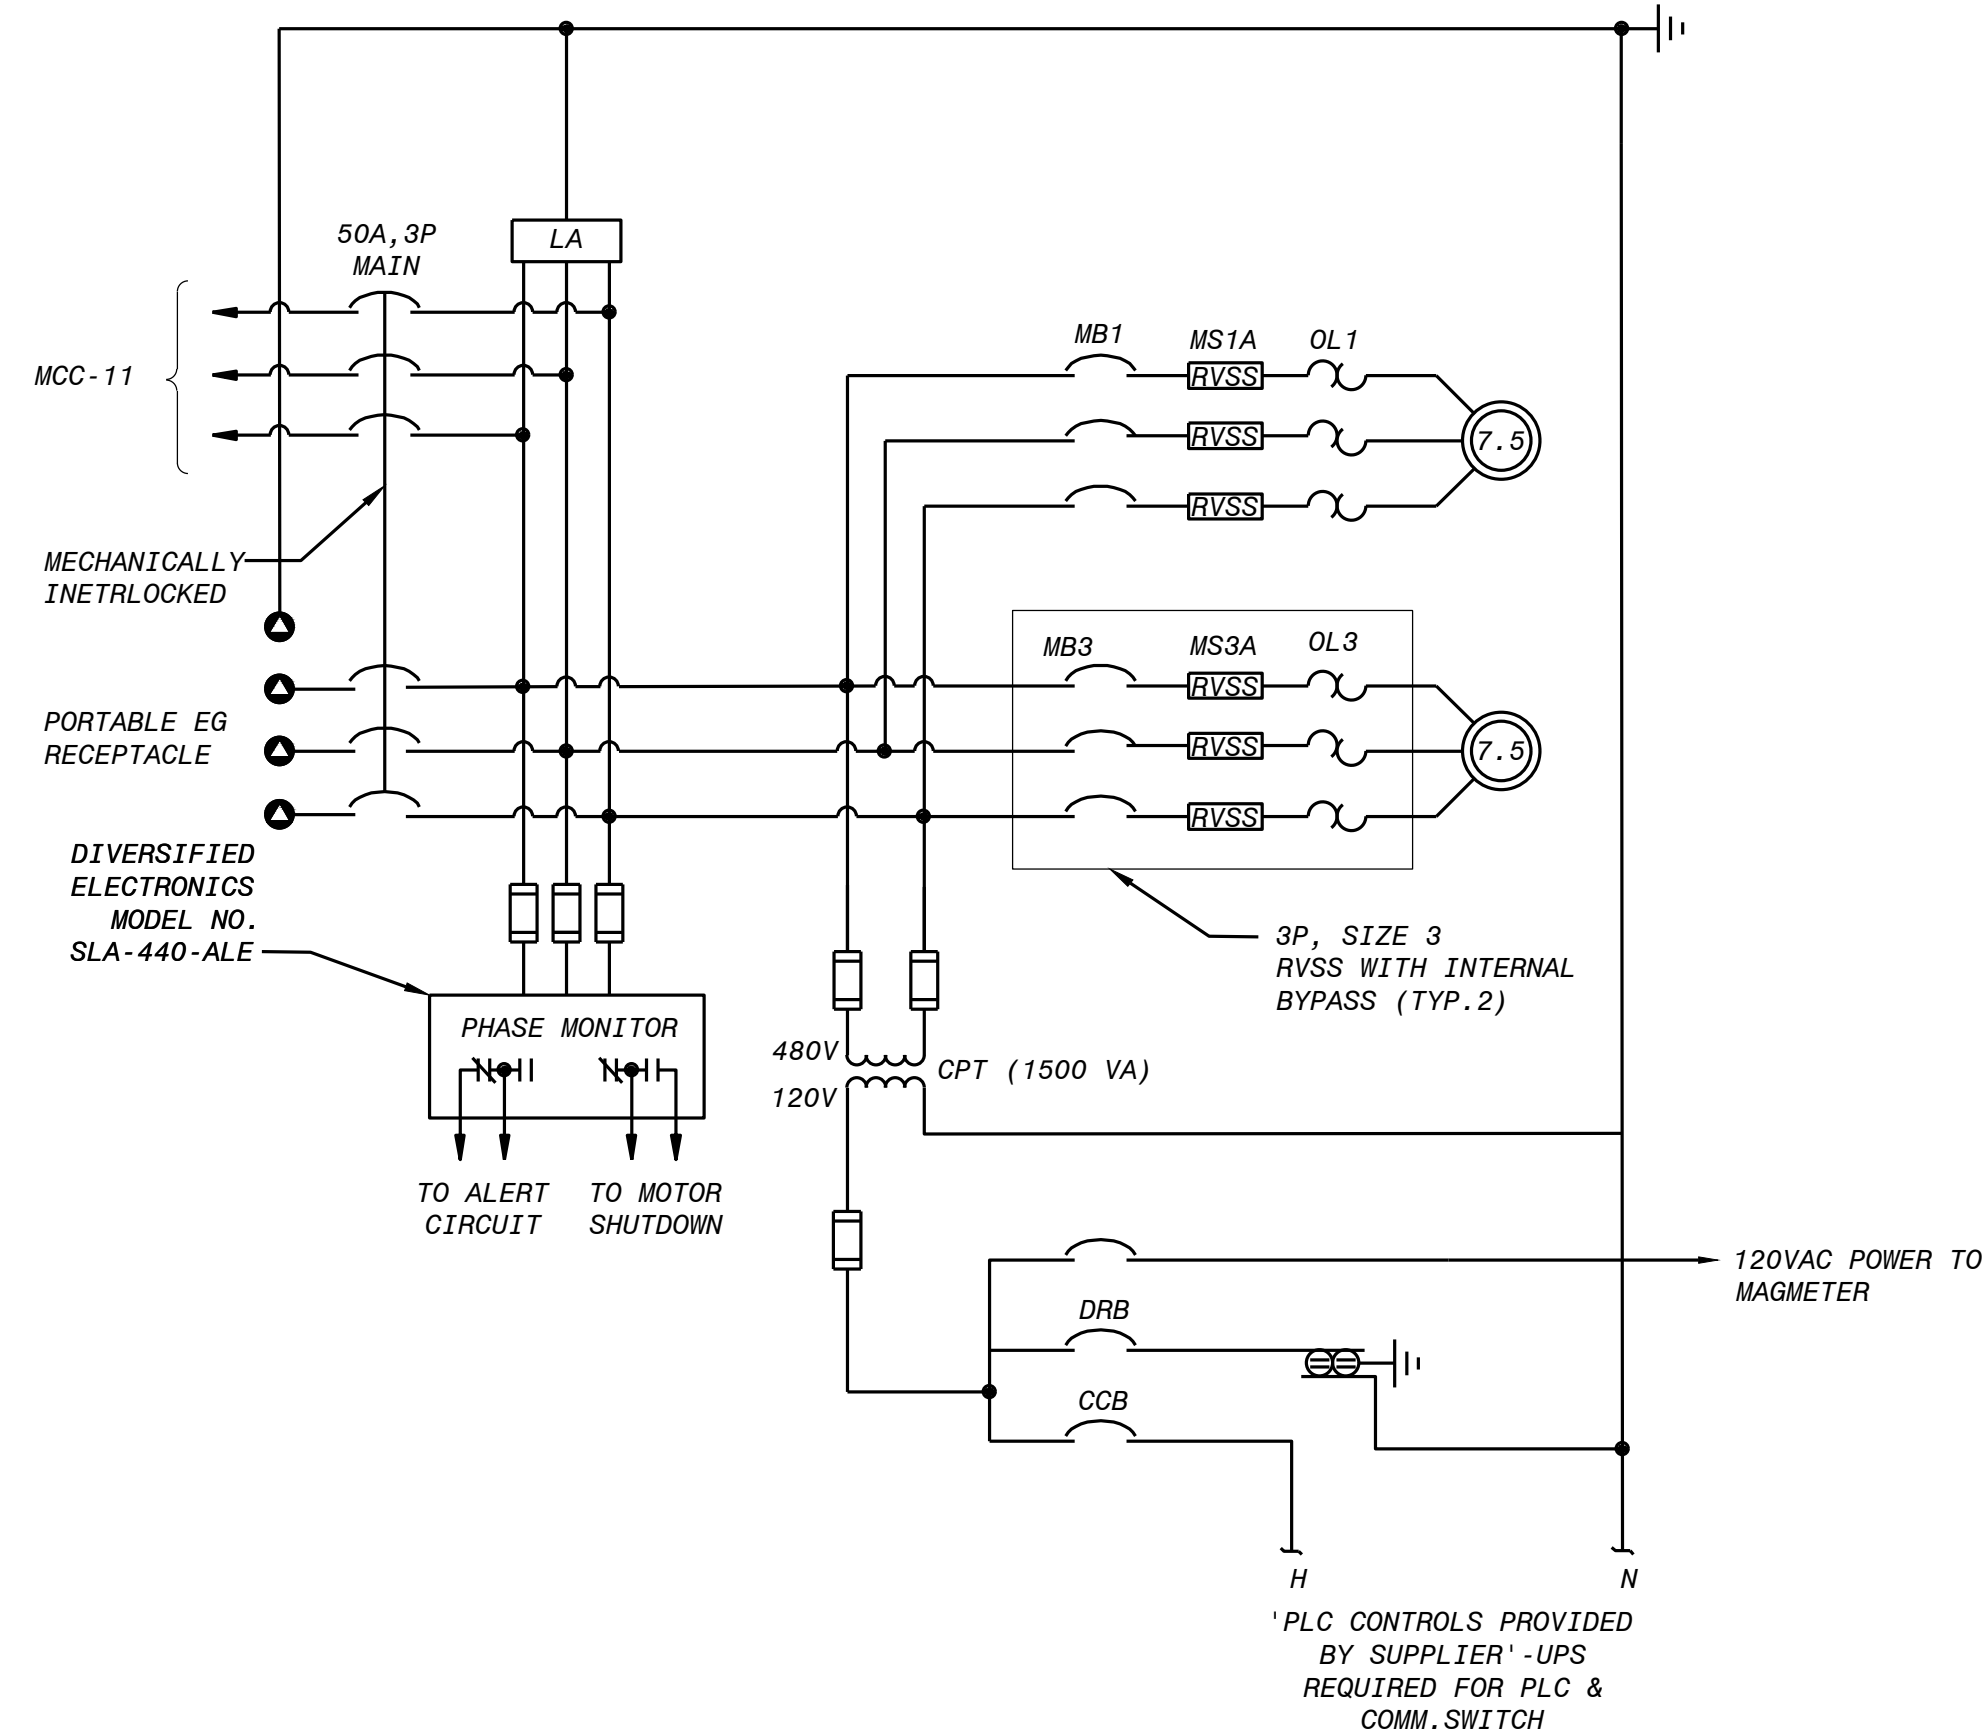 50A,3P
MAIN
LA
MCC-11
MECHANICALLY
INETRLOCKED
PORTABLE EG
RECEPTACLE
DIVERSIFIED
ELECTRONICS
MODEL NO.
SLA-440-ALE
PHASE MONITOR
TO ALERT
CIRCUIT
TO MOTOR
SHUTDOWN
MB1
MS1A
OL1
RVSS
RVSS
7.5
RVSS
MB3
MS3A
OL3
RVSS
RVSS
7.5
RVSS
3P, SIZE 3
RVSS WITH INTERNAL
BYPASS (TYP.2)
480V
CPT (1500 VA)
120V
120VAC POWER TO
MAGMETER
DRB
CCB
H
N
'PLC CONTROLS PROVIDED
BY SUPPLIER'-UPS
REQUIRED FOR PLC &
COMM.SWITCH